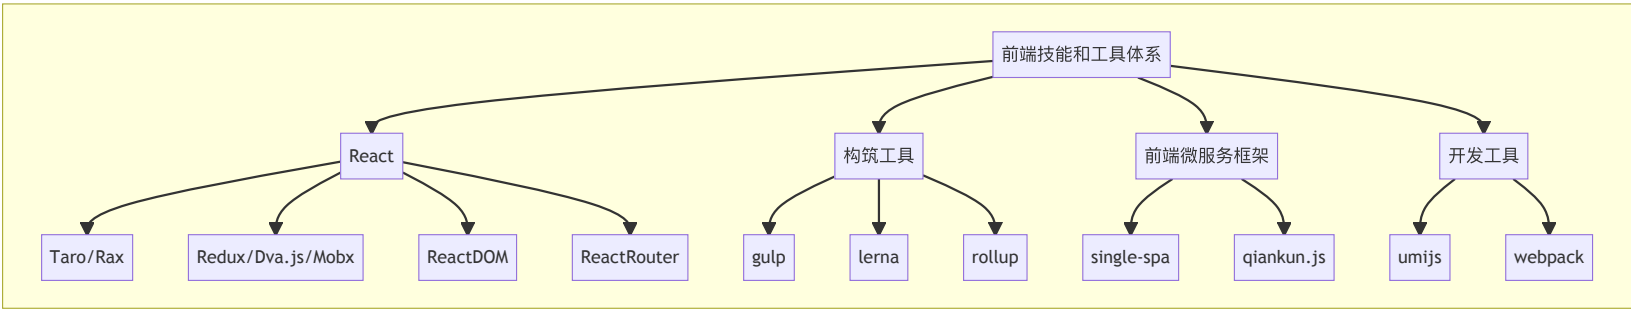 前端技能和工具体系
React
构筑工具
前端微服务框架
开发工具
Taro/Rax
Redux/Dva.js/Mobx
ReactDOM
ReactRouter
gulp
lerna
rollup
single-spa
qiankun.js
umijs
webpack